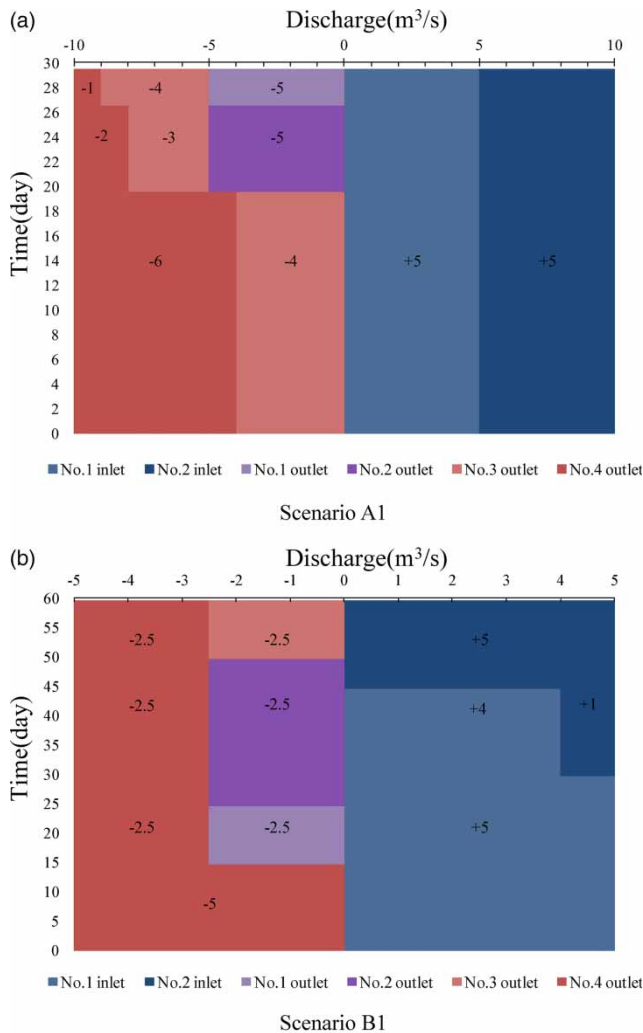 (a)
Discharge(m³/s)
-10 -5 0 5 10
30
28
26
24
22
20
18
16
14
12
10
8
6
4
2
0
Time(day)
-1 -4 -5
-2 -3 -5
-6 -4 +5 +5
No.1 inlet No.2 inlet No.1 outlet No.2 outlet No.3 outlet No.4 outlet
Scenario A1
(b)
Discharge(m³/s)
-5 -4 -3 -2 -1 0 1 2 3 4 5
60
55
50
45
40
35
30
25
20
15
10
5
0
Time(day)
-2.5 -2.5 +5
-2.5 -2.5 +4 +1
-2.5 -2.5 +5
-5
No.1 inlet No.2 inlet No.1 outlet No.2 outlet No.3 outlet No.4 outlet
Scenario B1